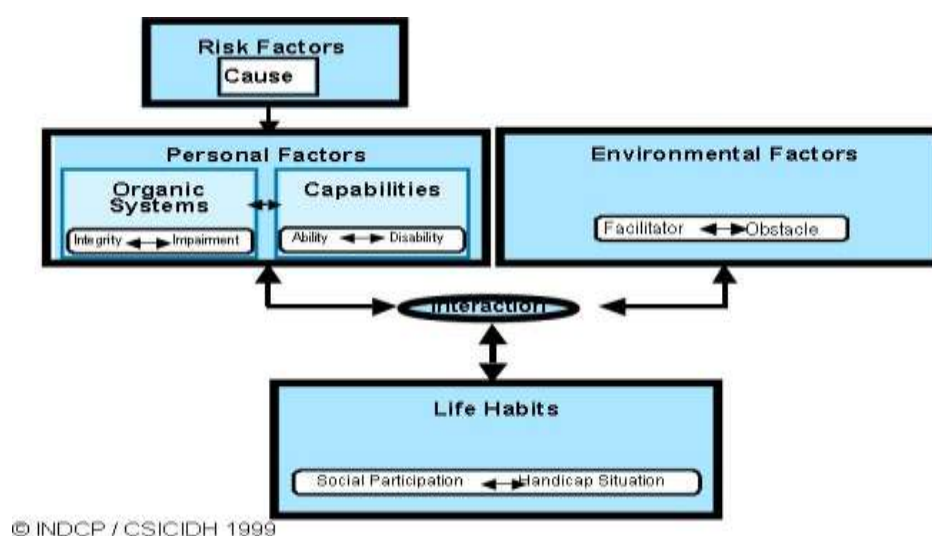 Risk Factors
Cause
Personal Factors
Organic
Systems
Integrity Impairment
Capabilities
Ability Disability
Environmental Factors
Facilitator Obstacle
Interaction
Life Habits
Social Participation Handicap Situation
© INDCP / CSICIDH 1999